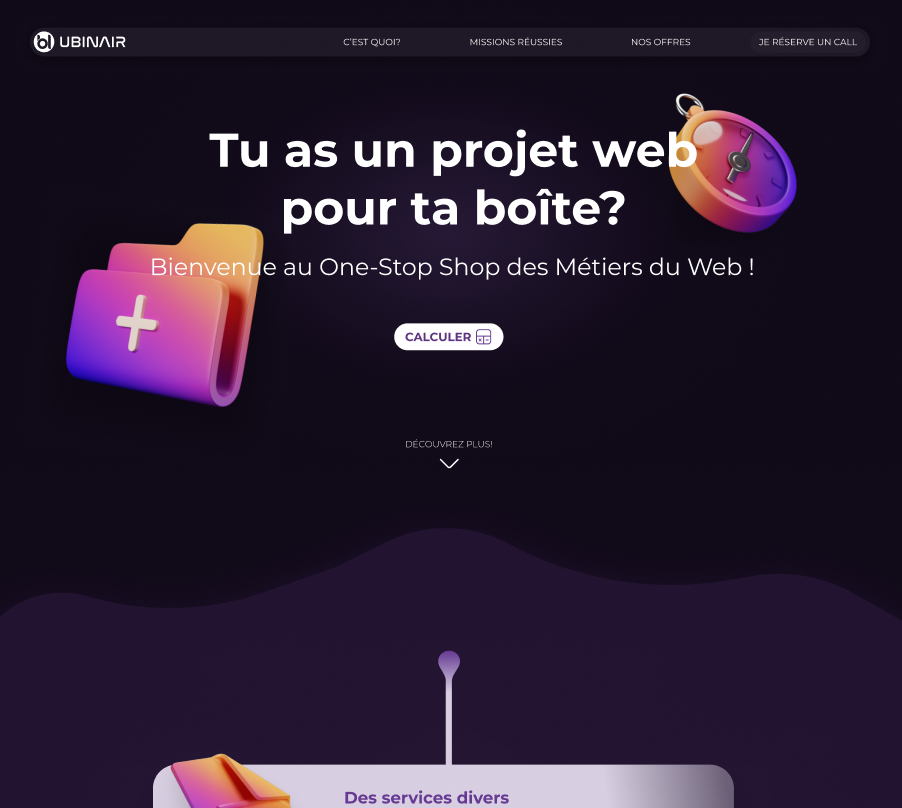 UBINAIR
C'EST QUOI?
MISSIONS RÉUSSIES
NOS OFFRES
JE RÉSERVE UN CALL
Tu as un projet web
pour ta boîte?
Bienvenue au One-Stop Shop des Métiers du Web !
CALCULER
DÉCOUVREZ PLUS!
Des services divers